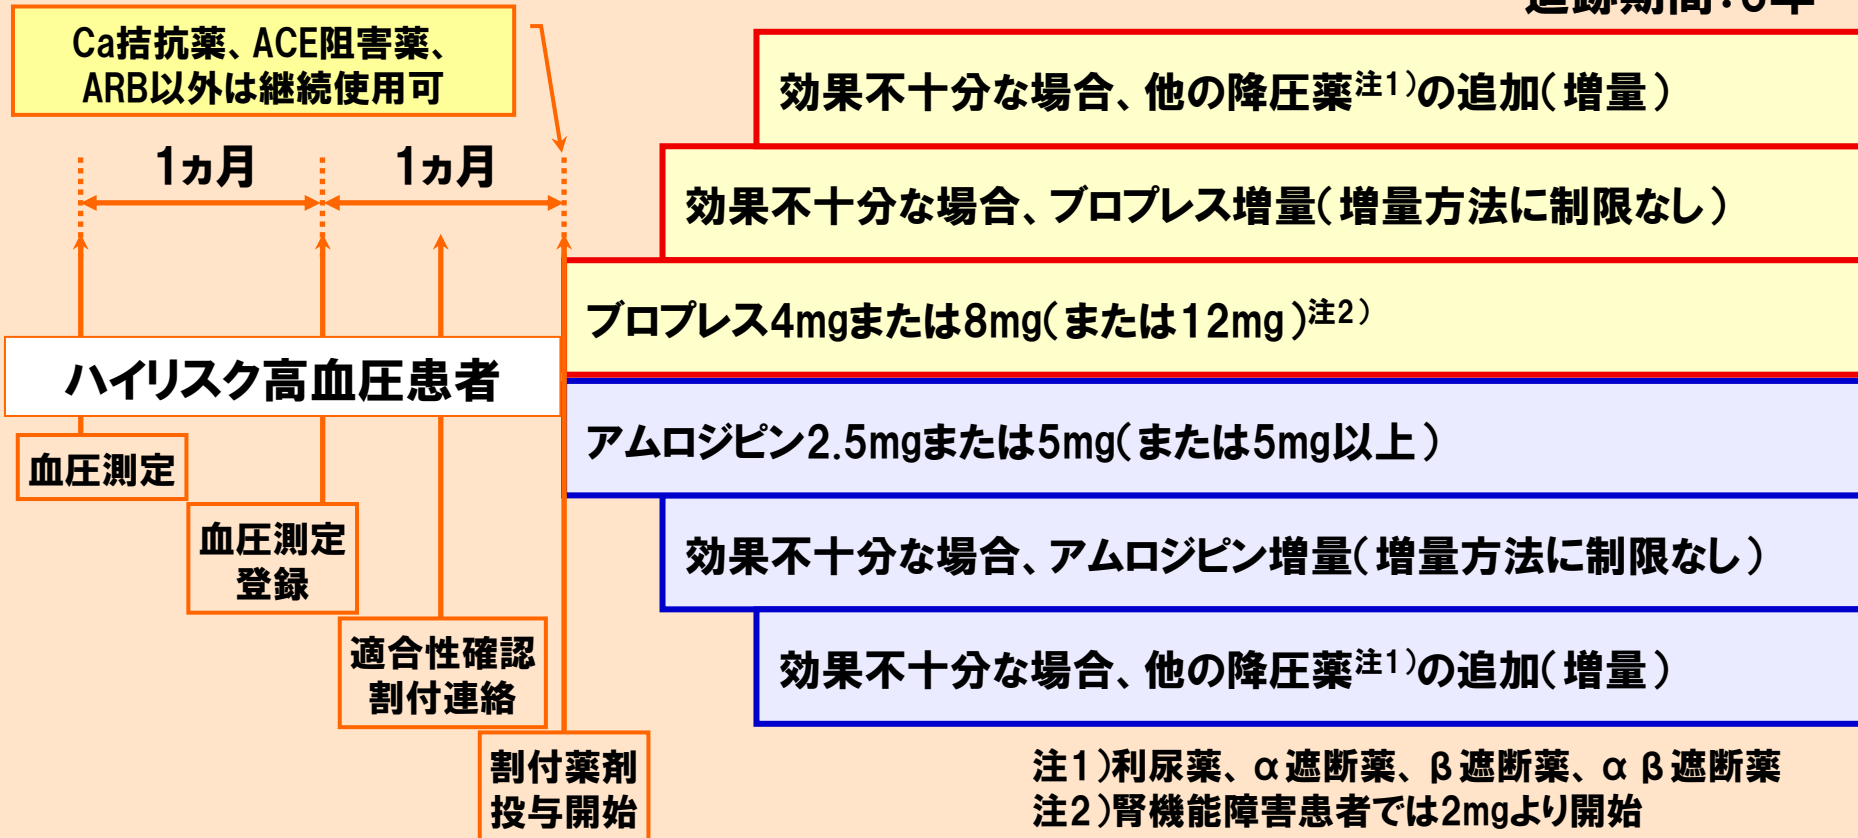 Ca拮抗薬、ACE阻害薬、
ARB以外は継続使用可
1ヵ月
1ヵ月
ハイリスク高血圧患者
血圧測定
血圧測定
登録
適合性確認
割付連絡
割付薬剤
投与開始
効果不十分な場合、他の降圧薬注1)の追加(増量)
効果不十分な場合、ブロプレス増量(増量方法に制限なし)
ブロプレス4mgまたは8mg(または12mg)注2)
アムロジピン2.5mgまたは5mg(または5mg以上)
効果不十分な場合、アムロジピン増量(増量方法に制限なし)
効果不十分な場合、他の降圧薬注1)の追加(増量)
注1)利尿薬、α遮断薬、β遮断薬、αβ遮断薬
注2)腎機能障害患者では2mgより開始